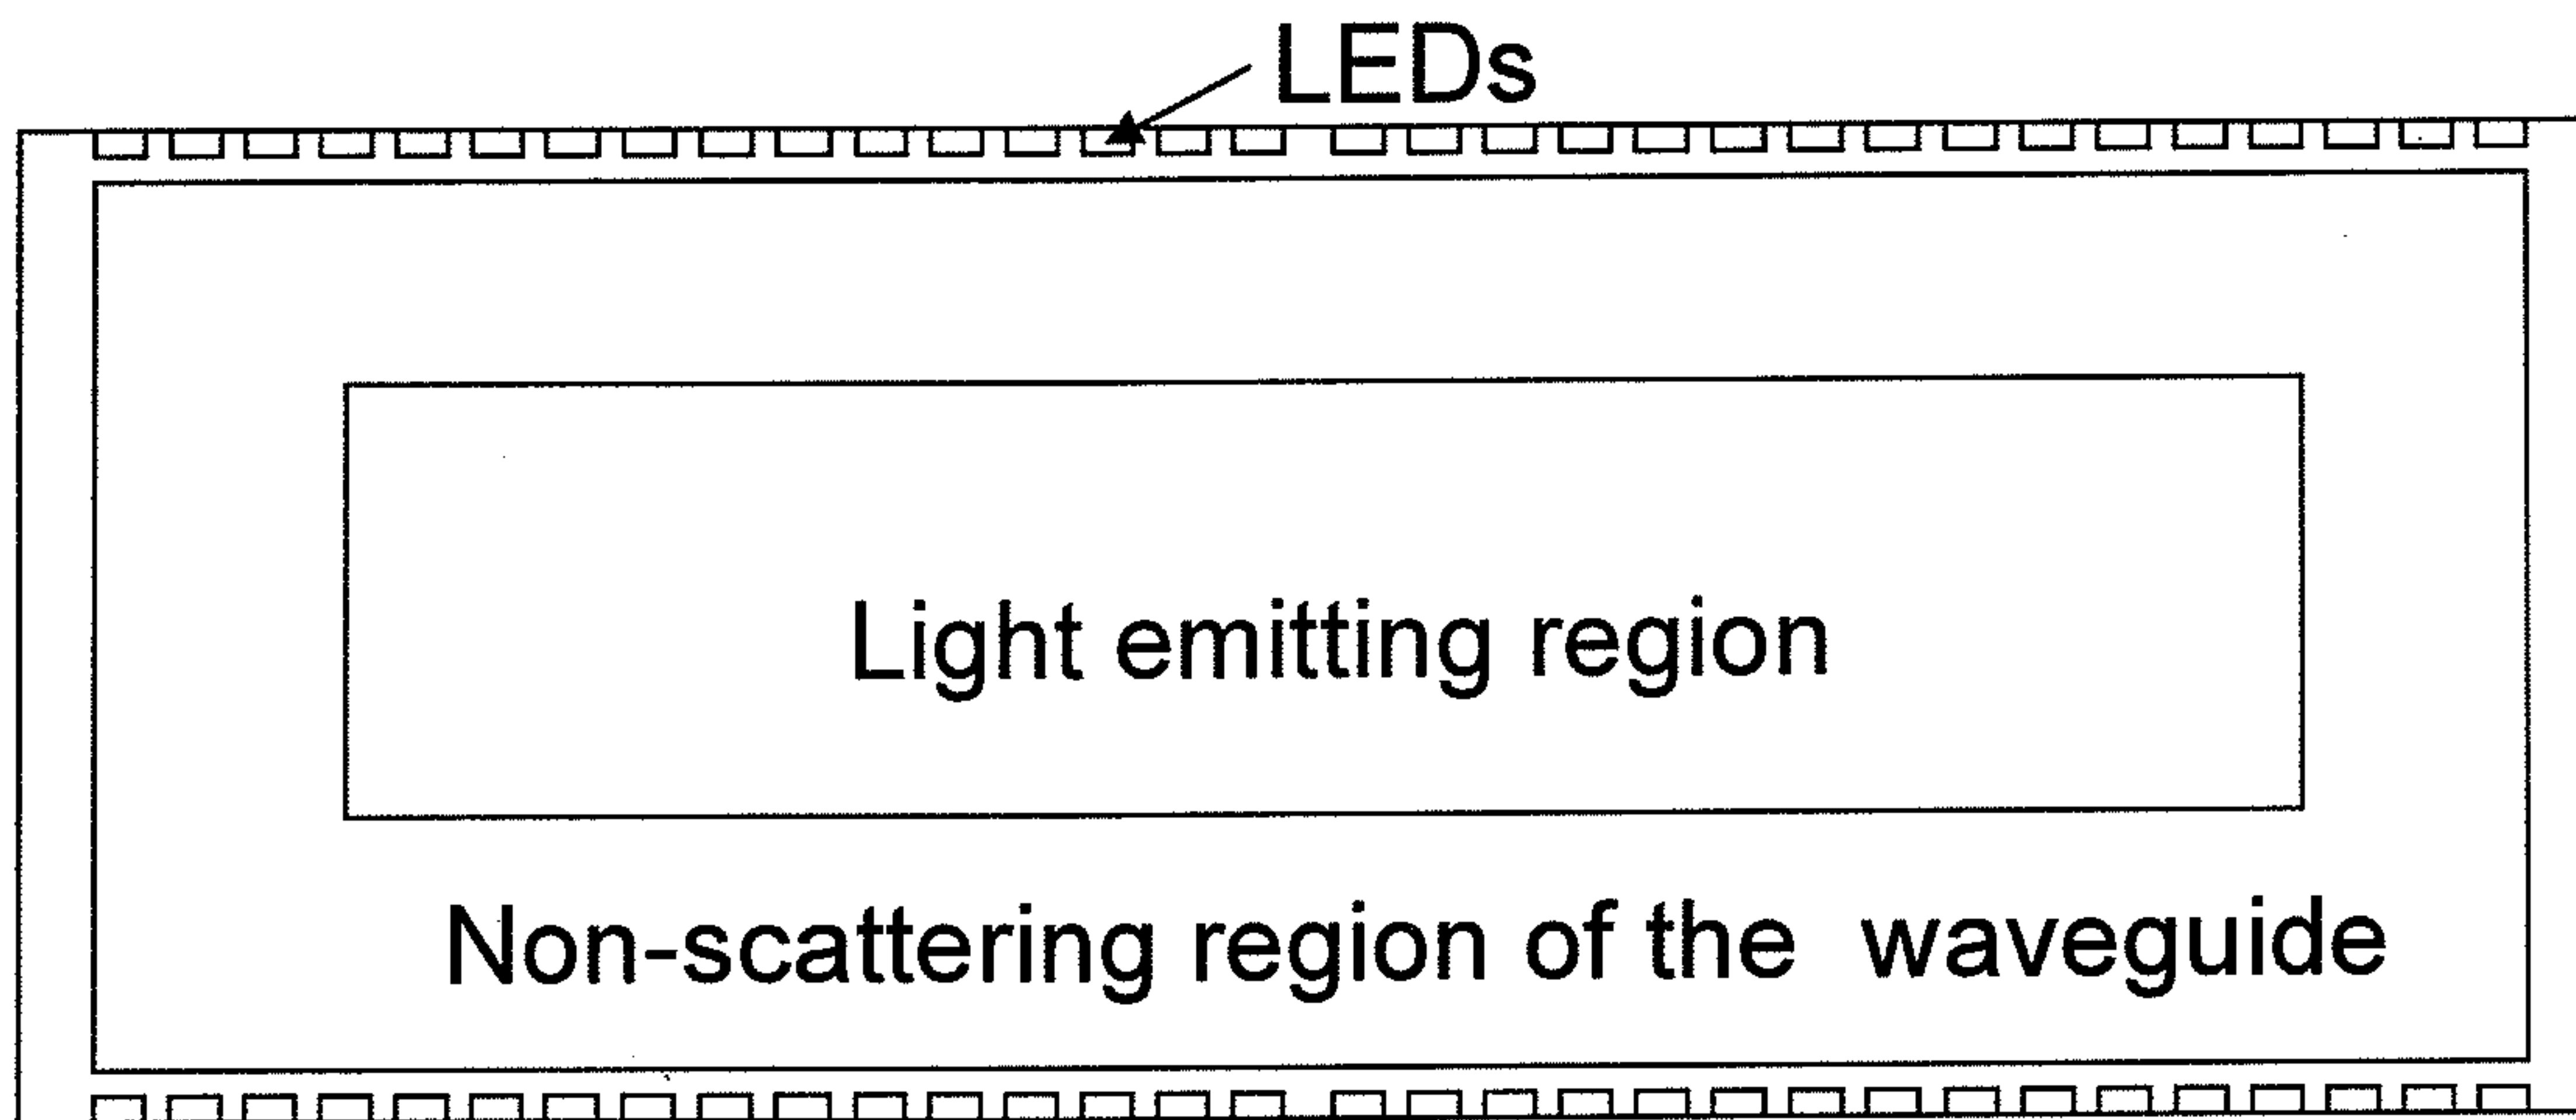 LEDs
Light emitting region
Non-scattering region of the waveguide